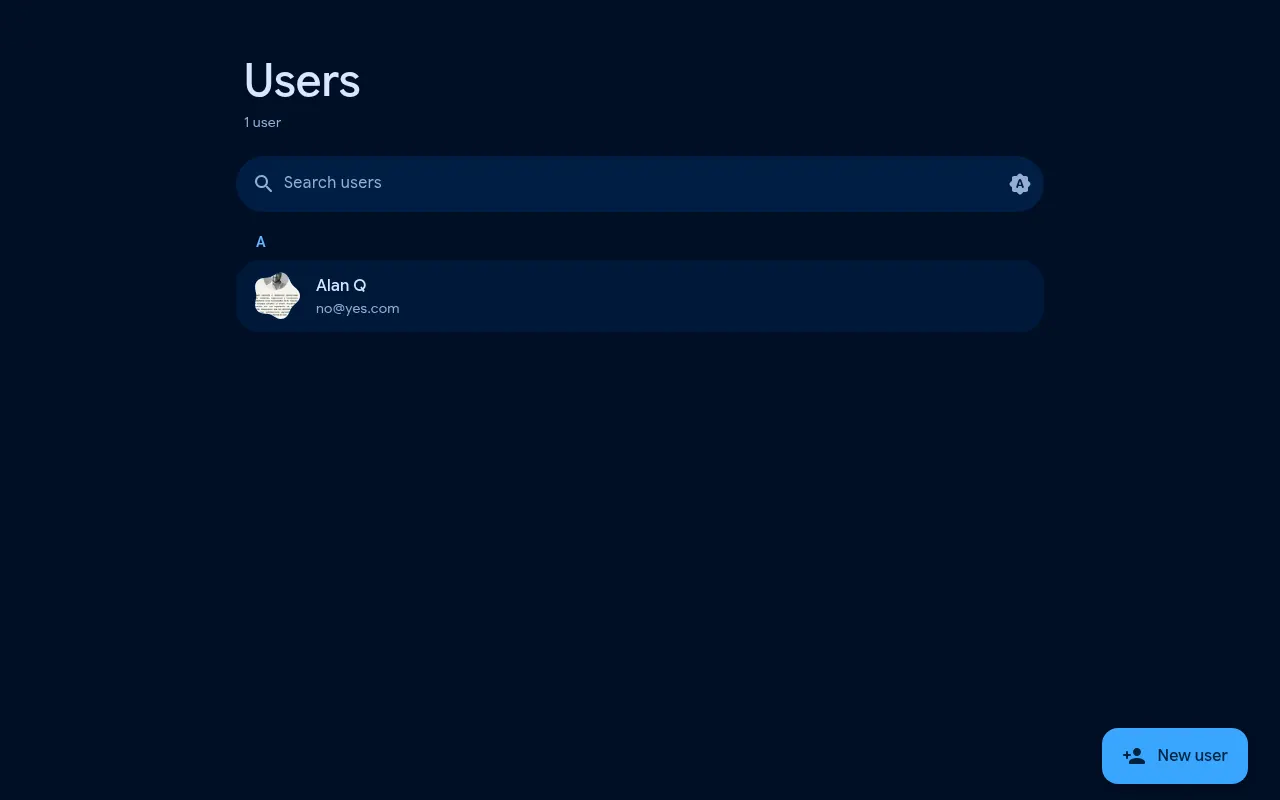 Users
1 user
Search users
A
A
Alan Q
no@yes.com
New user